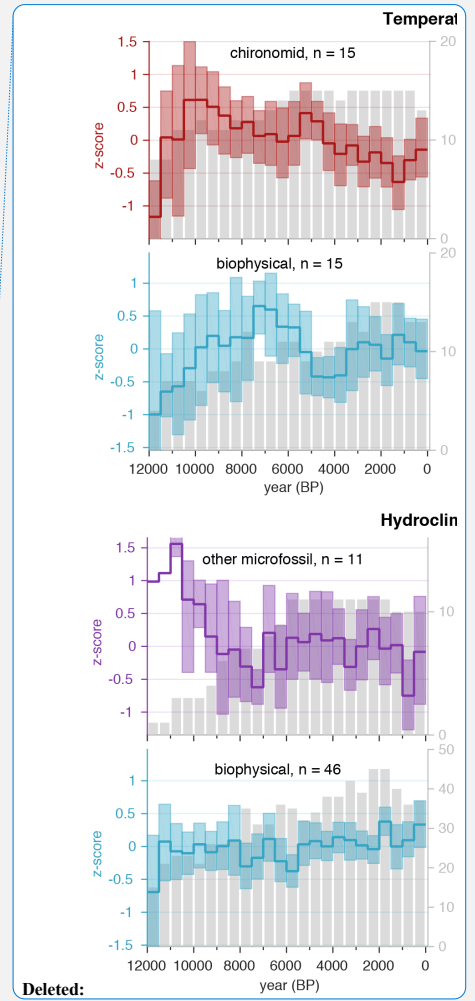 Temperat
1.5
20
chironomid, n = 15
1
0.5
z-score
0
10
-0.5
-1
0
20
biophysical, n = 15
1
0.5
z-score
0
10
-0.5
-1
-1.5
0
12000 10000 8000 6000 4000 2000 0
year (BP)
Hydroclin
1.5
other microfossil, n = 11
1
0.5
10
z-score
0
-0.5
-1
0
50
biophysical, n = 46
1
40
0.5
30
z-score
0
20
-0.5
-1
10
-1.5
0
12000 10000 8000 6000 4000 2000 0
year (BP)
Deleted: